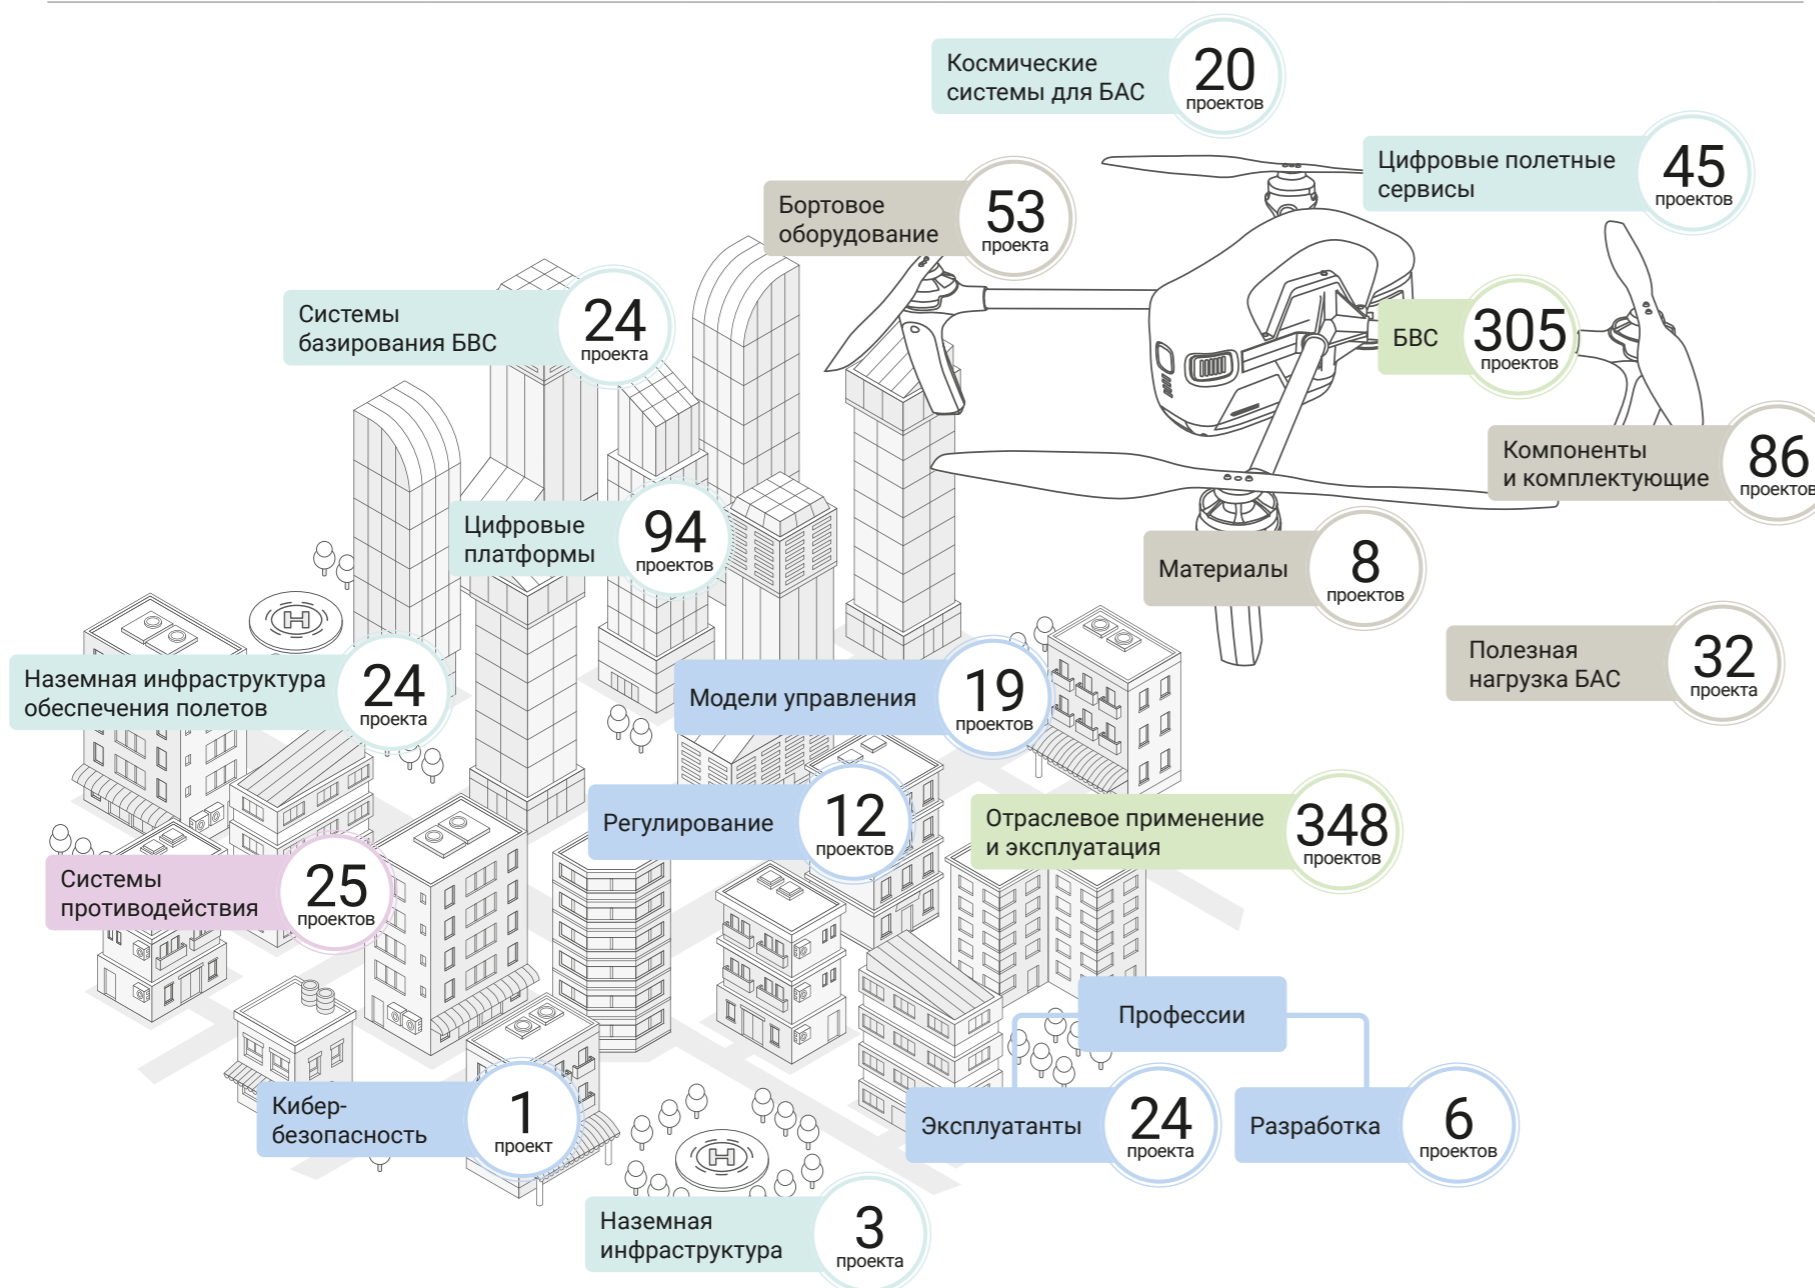 Космические
системы для БАС
20
проектов
Цифровые полетные
сервисы
45
проектов
Бортовое
оборудование
53
проекта
Системы
базирования БВС
24
проекта
БВС
305
проектов
Компоненты
и комплектующие
86
проектов
Цифровые
платформы
94
проектов
Материалы
8
проектов
Полезная
нагрузка БАС
32
проекта
Наземная инфраструктура
обеспечения полетов
24
проекта
Модели управления
19
проектов
Регулирование
12
проектов
Отраслевое применение
и эксплуатация
348
проектов
Системы
противодействия
25
проектов
Профессии
Кибер-
безопасность
1
проект
Эксплуатанты
24
проекта
Разработка
6
проектов
Наземная
инфраструктура
3
проекта
H
H